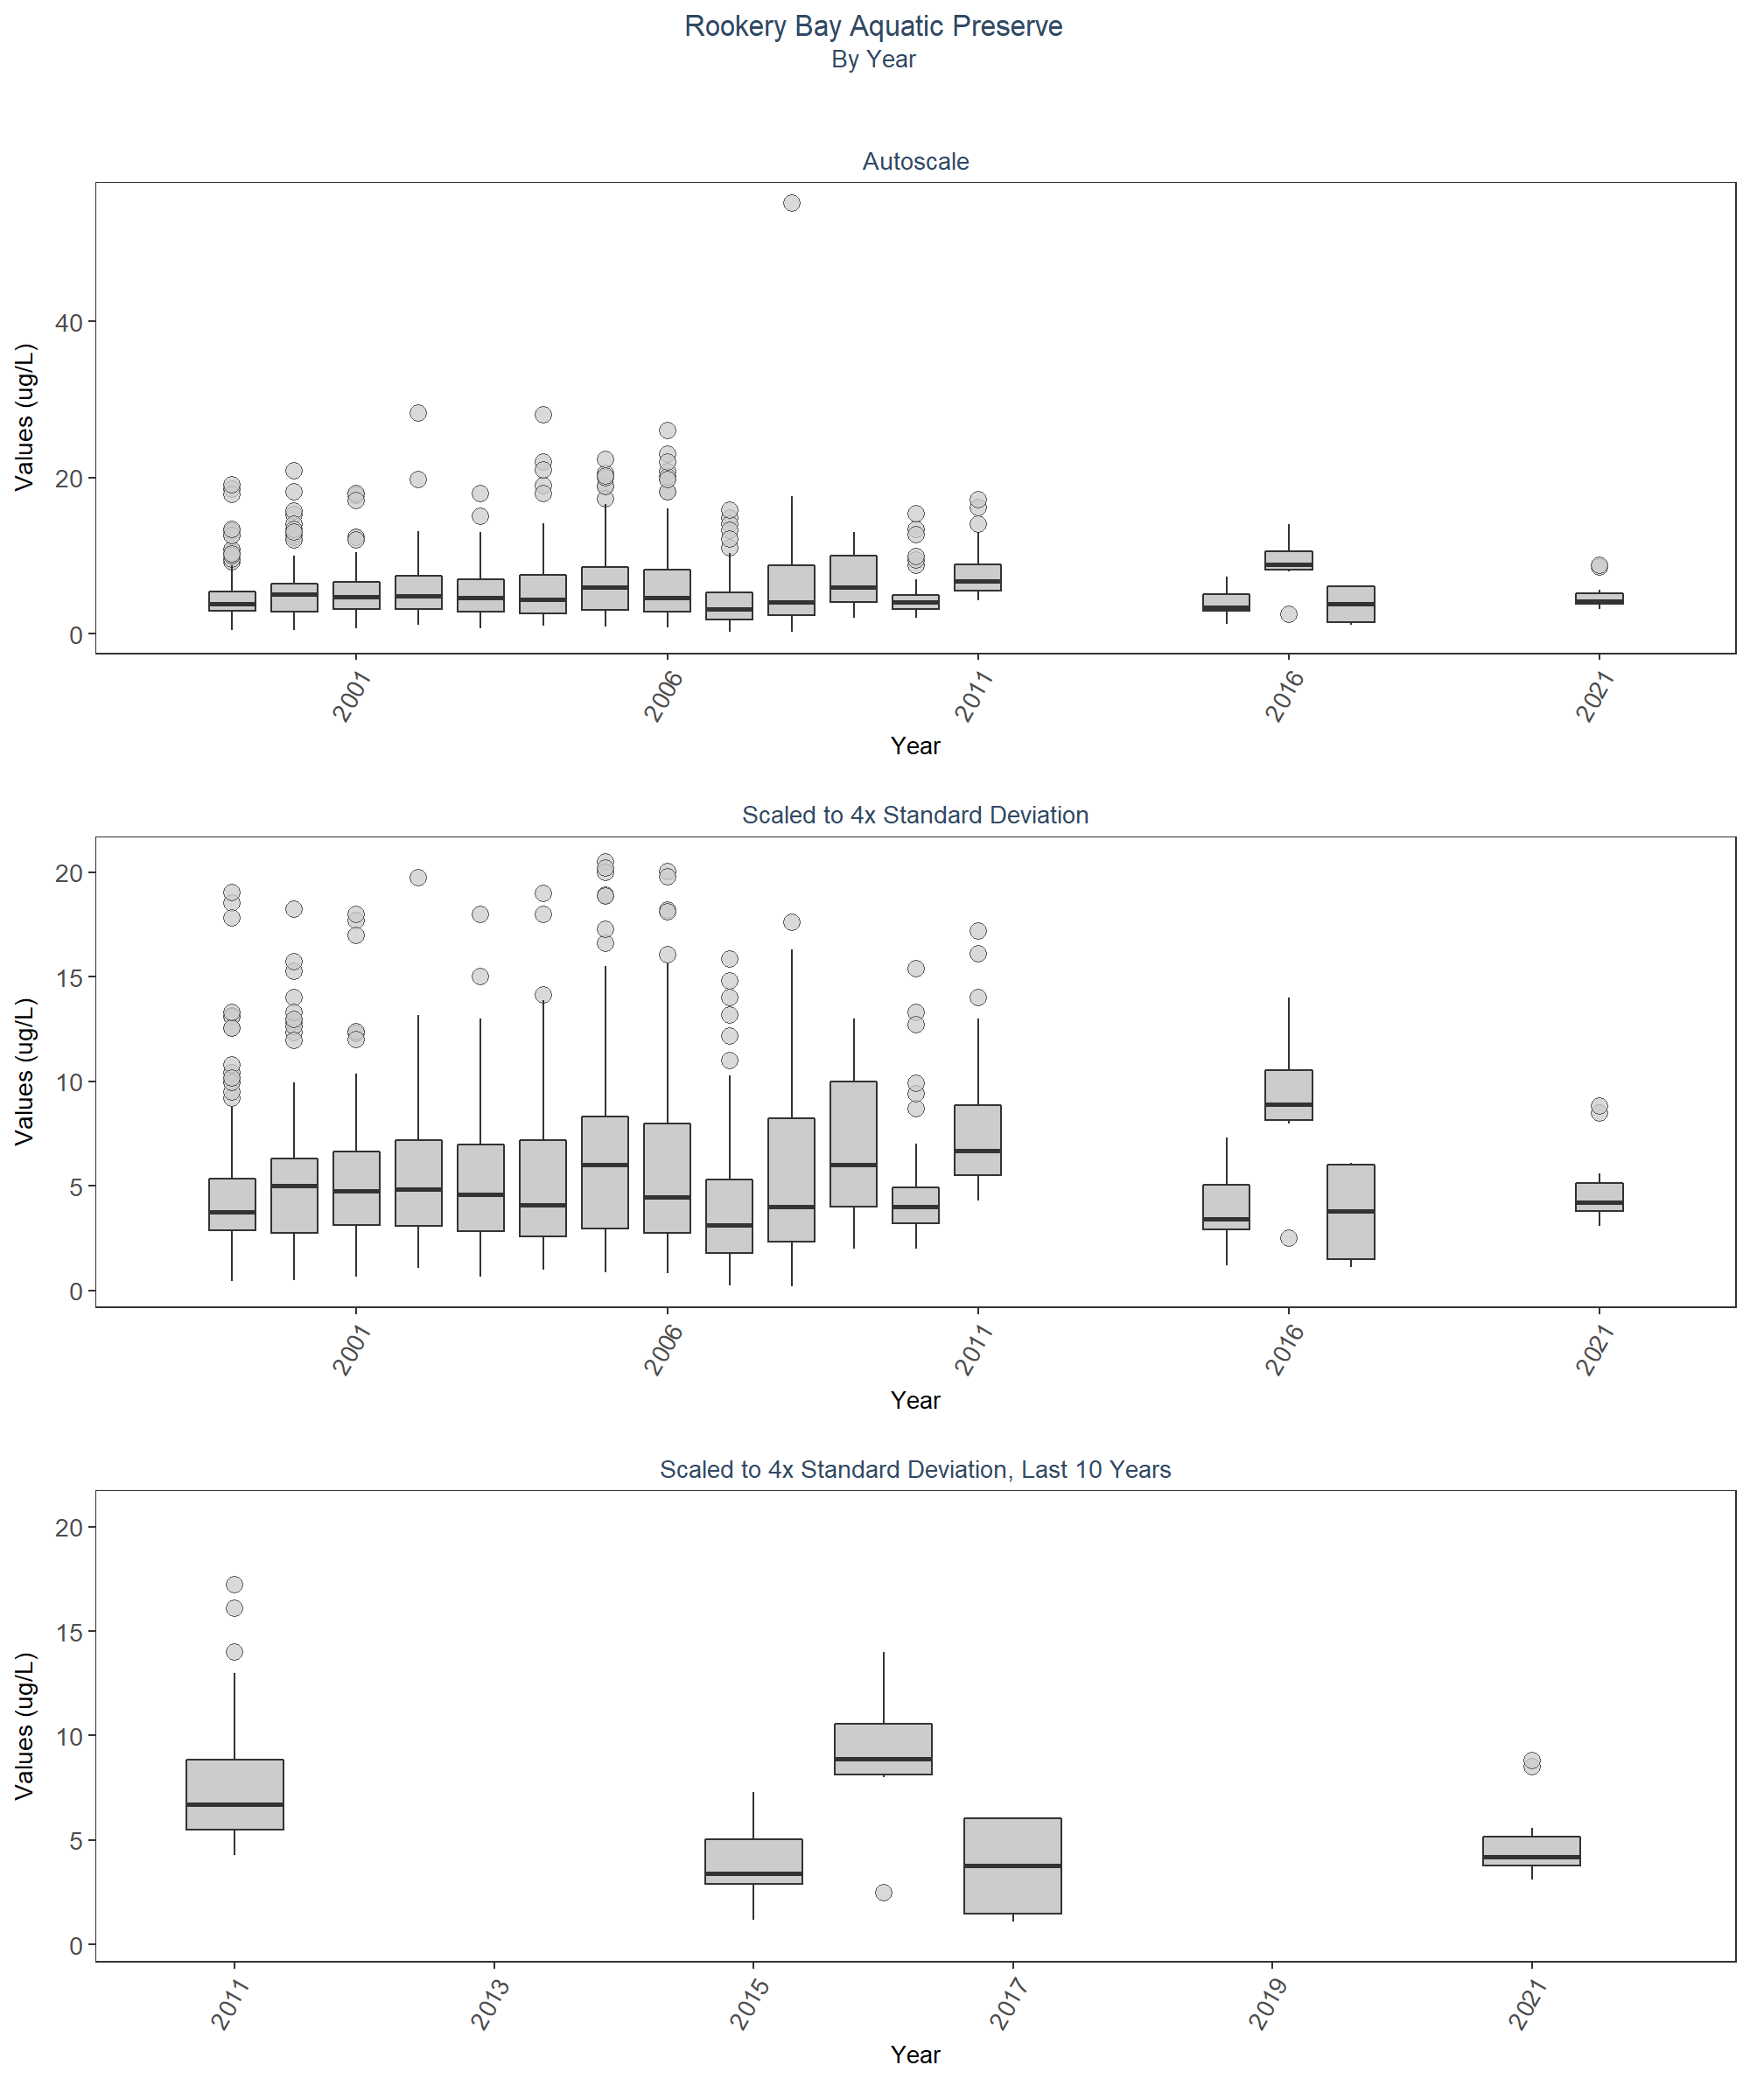 Rookery Bay Aquatic Preserve
By Year
Autoscale
Values (ug/L)
40
20
0
2001
2006
2011
2016
2021
Year
Scaled to 4x Standard Deviation
Values (ug/L)
20
15
10
5
0
2001
2006
2011
2016
2021
Year
Scaled to 4x Standard Deviation, Last 10 Years
Values (ug/L)
20
15
10
5
0
2011
2013
2015
2017
2019
2021
Year